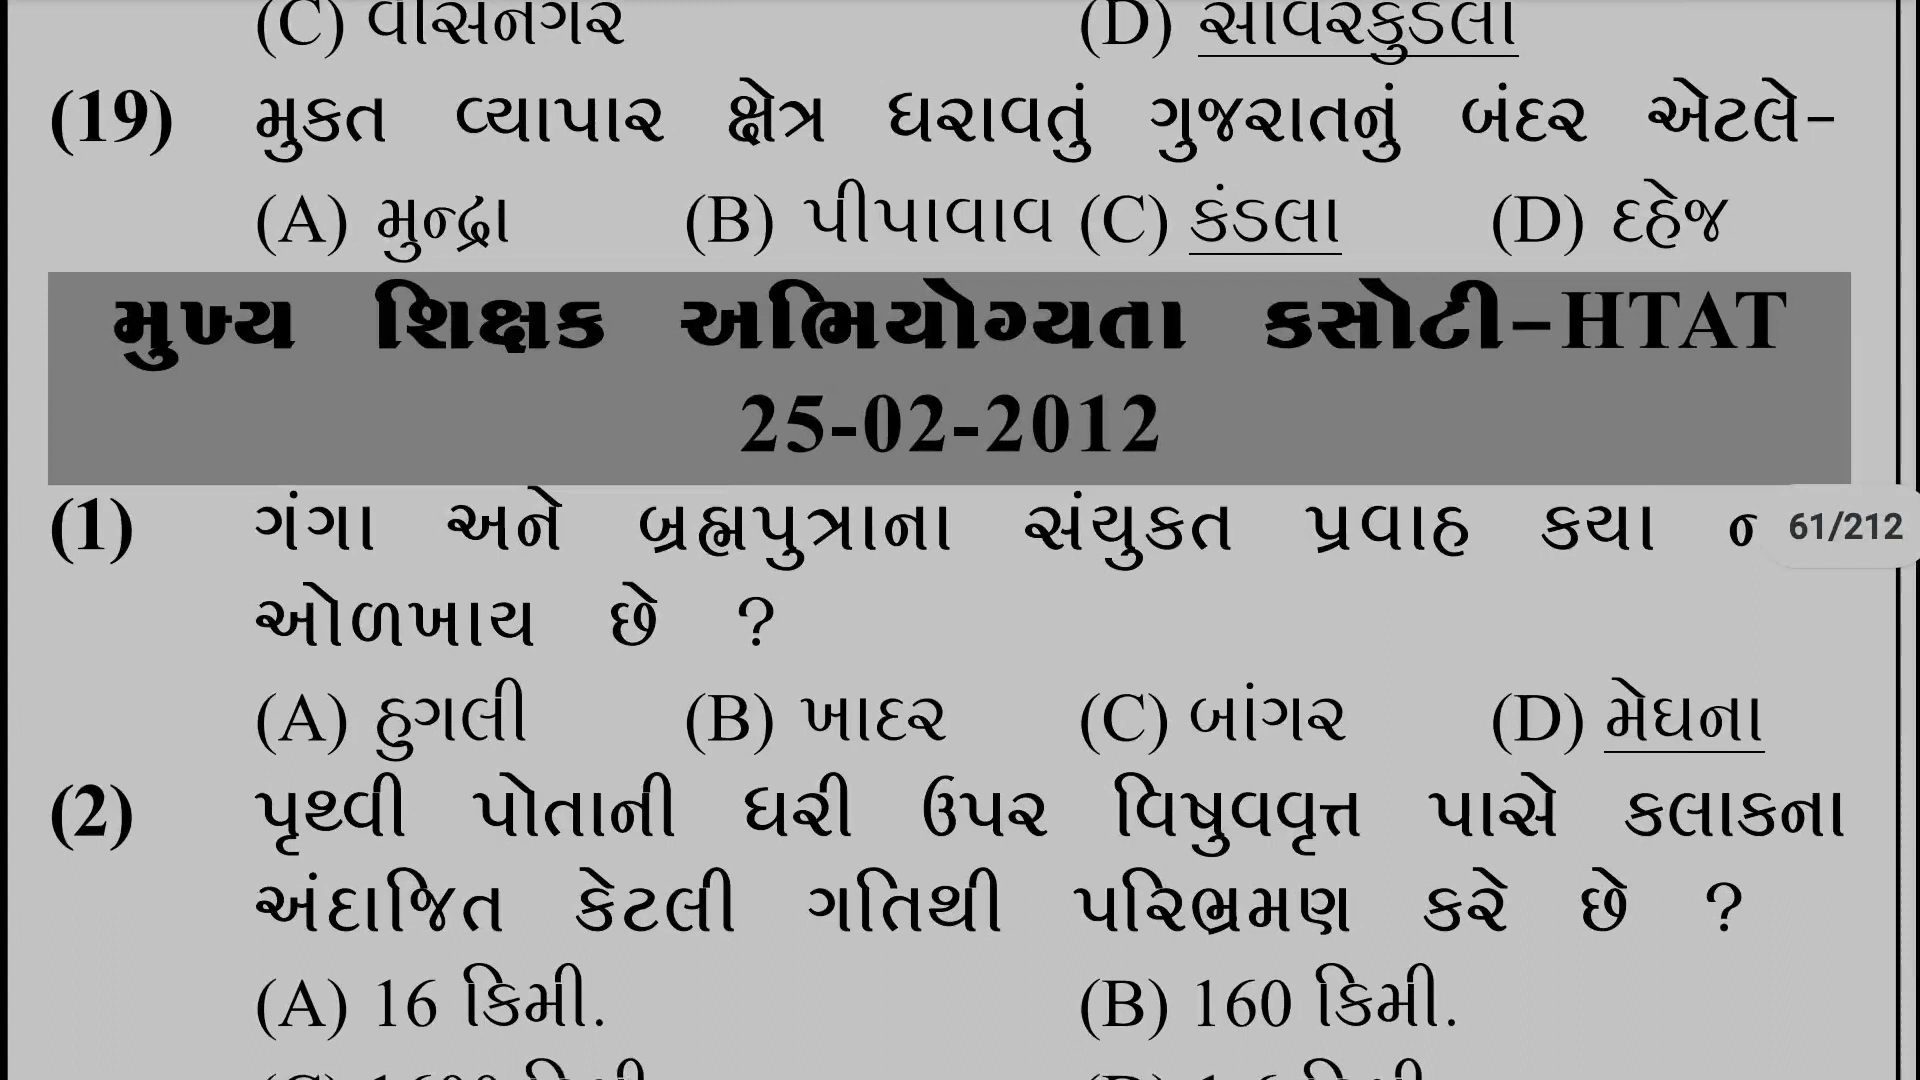 (C) વીસનગર (D) સાવરકુંડલા
(19) મુકત વ્યાપાર ક્ષેત્ર ધરાવતું ગુજરાતનું બંદર એટલે–
(A) મુન્દ્રા (B) પીપાવાવ (C) કંડલા (D) દહેજ
મુખ્ય શિક્ષક અભિયોગ્યતા કસોટી–HTAT
25-02-2012
(1) ગંગા અને બ્રહ્મપુત્રાના સંયુકત પ્રવાહ કયા 61/212
ઓળખાય છે ?
(A) હુગલી (B) ખાદર (C) બાંગર (D) મેઘના
(2) પૃથ્વી પોતાની ધરી ઉપર વિષુવવૃત્ત પાસે કલાકના
અંદાજિત કેટલી ગતિથી પરિભ્રમણ કરે છે ?
(A) 16 કિમી. (B) 160 કિમી.